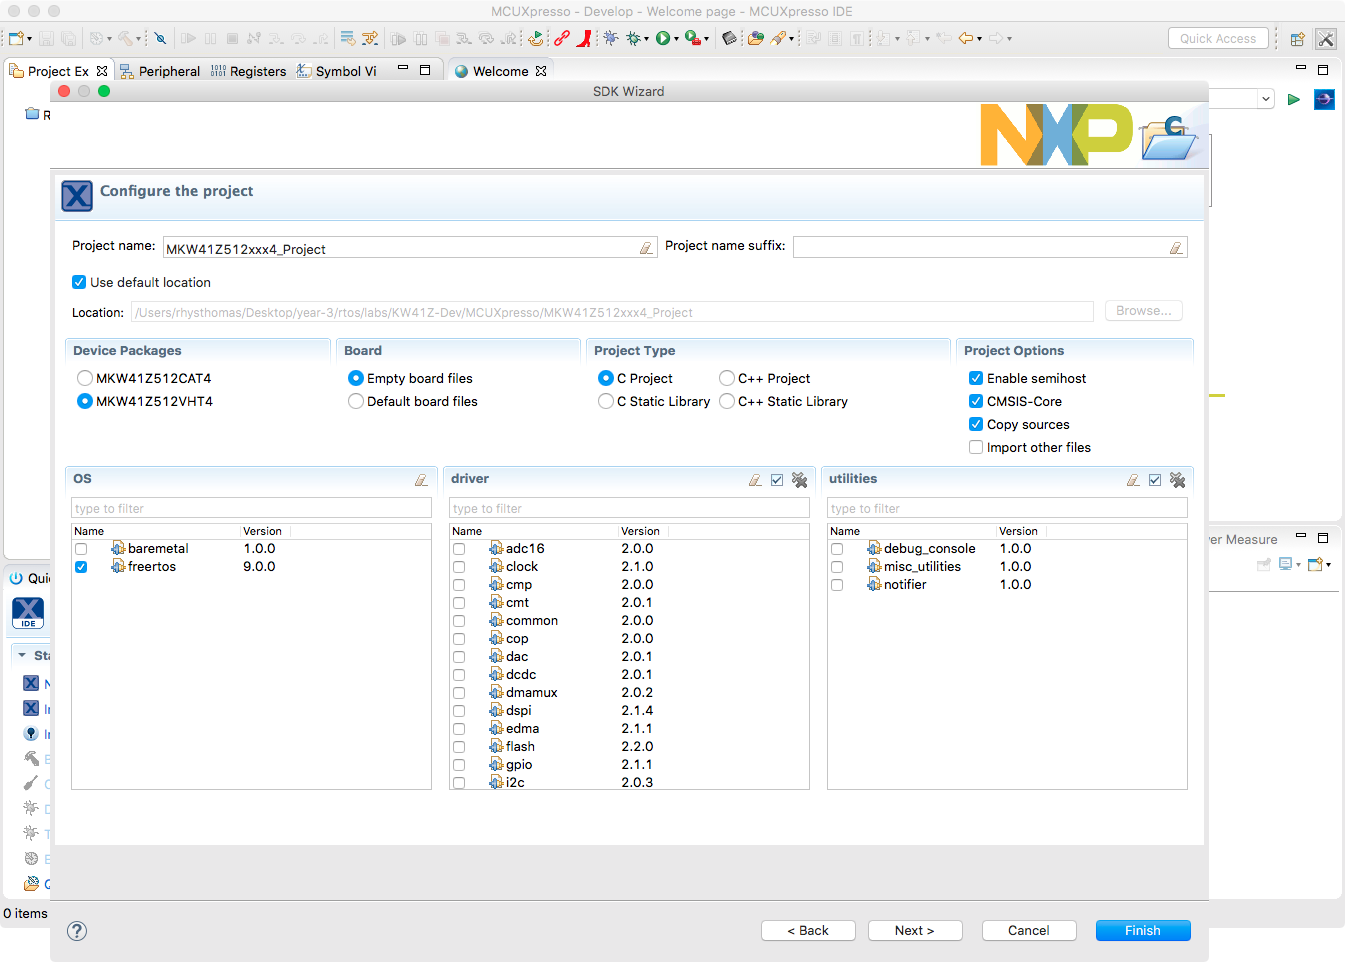 MCUXpresso - Develop - Welcome page - MCUXpresso IDE
Quick Access
Project Ex
Peripheral
Registers
Symbol Vi
Welcome
SDK Wizard
NXP
Configure the project
Project name: MKW41Z512xxx4_Project
Project name suffix:
Use default location
Location: /Users/rhysthomas/Desktop/year-3/rtos/labs/KW41Z-Dev/MCUXpresso/MKW41Z512xxx4_Project
Browse...
Device Packages
MKW41Z512CAT4
MKW41Z512VHT4
Board
Empty board files
Default board files
Project Type
C Project
C++ Project
C Static Library
C++ Static Library
Project Options
Enable semihost
CMSIS-Core
Copy sources
Import other files
OS
type to filter
Name Version
baremetal 1.0.0
freertos 9.0.0
driver
type to filter
Name Version
adc16 2.0.0
clock 2.1.0
cmp 2.0.0
cmt 2.0.1
common 2.0.0
cop 2.0.0
dac 2.0.1
dcdc 2.0.1
dmamux 2.0.2
dspi 2.1.4
edma 2.1.1
flash 2.2.0
gpio 2.1.1
i2c 2.0.3
utilities
type to filter
Name Version
debug_console 1.0.0
misc_utilities 1.0.0
notifier 1.0.0
er Measure
Qui
IDE
Sta
0 items
< Back
Next >
Cancel
Finish